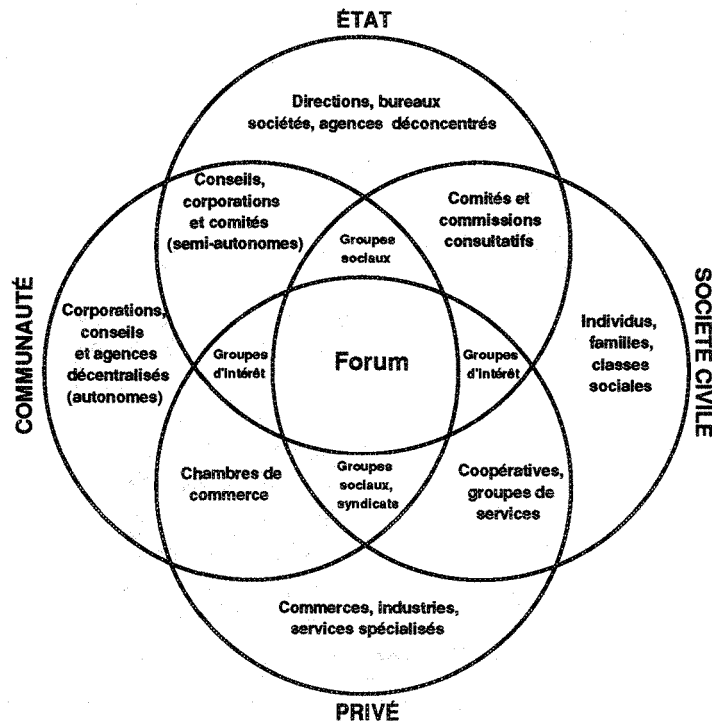 ÉTAT
Directions, bureaux
sociétés, agences déconcentrés
Conseils,
corporations
et comités
(semi-autonomes)
Comités et
commissions
consultatifs
Groupes
sociaux
COMMUNAUTÉ
Corporations,
conseils
et agences
décentralisés
(autonomes)
Groupes
d'intérêt
Forum
Groupes
d'intérêt
Individus,
familles,
classes
sociales
SOCIÉTÉ CIVILE
Chambres de
commerce
Groupes
sociaux,
syndicats
Coopératives,
groupes de
services
Commerces, industries,
services spécialisés
PRIVÉ